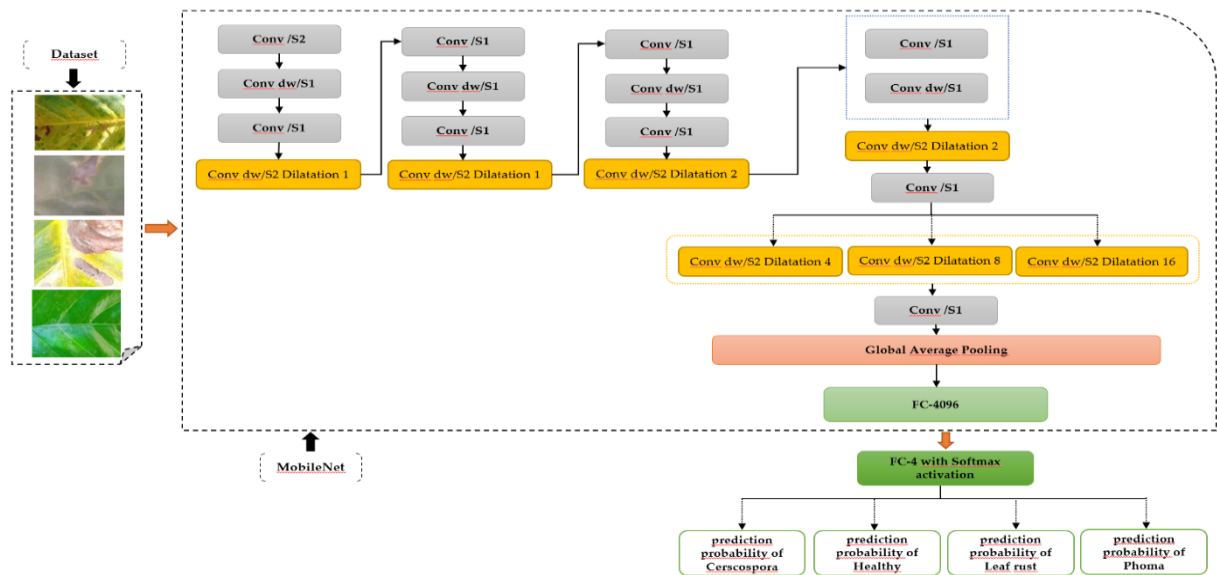 Dataset
Conv /S2
Conv dw/S1
Conv /S1
Conv dw/S2 Dilatation 1
Conv /S1
Conv dw/S1
Conv /S1
Conv dw/S2 Dilatation 1
Conv /S1
Conv dw/S1
Conv /S1
Conv dw/S2 Dilatation 2
Conv /S1
Conv dw/S1
Conv dw/S2 Dilatation 2
Conv /S1
Conv dw/S2 Dilatation 4
Conv dw/S2 Dilatation 8
Conv dw/S2 Dilatation 16
Conv /S1
Global Average Pooling
FC-4096
MobileNet
FC-4 with Softmax
activation
prediction
probability of
Cerscospora
prediction
probability of
Healthy
prediction
probability of
Leaf rust
prediction
probability of
Phoma